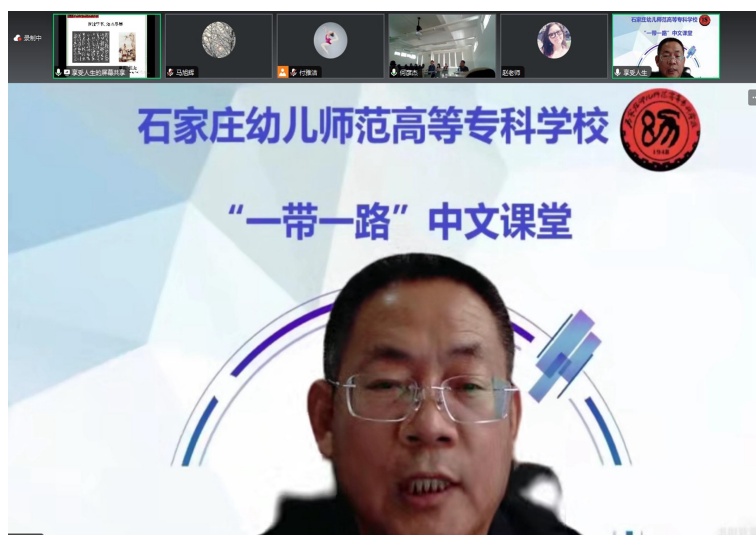 录制中
享受人生的屏幕共享
马旭辉
付雅洁
何彦杰
赵老师
享受人生
石家庄幼儿师范高等专科学校
“一带一路”中文课堂
石家庄幼儿师范高等专科学校
1948
“一带一路”中文课堂